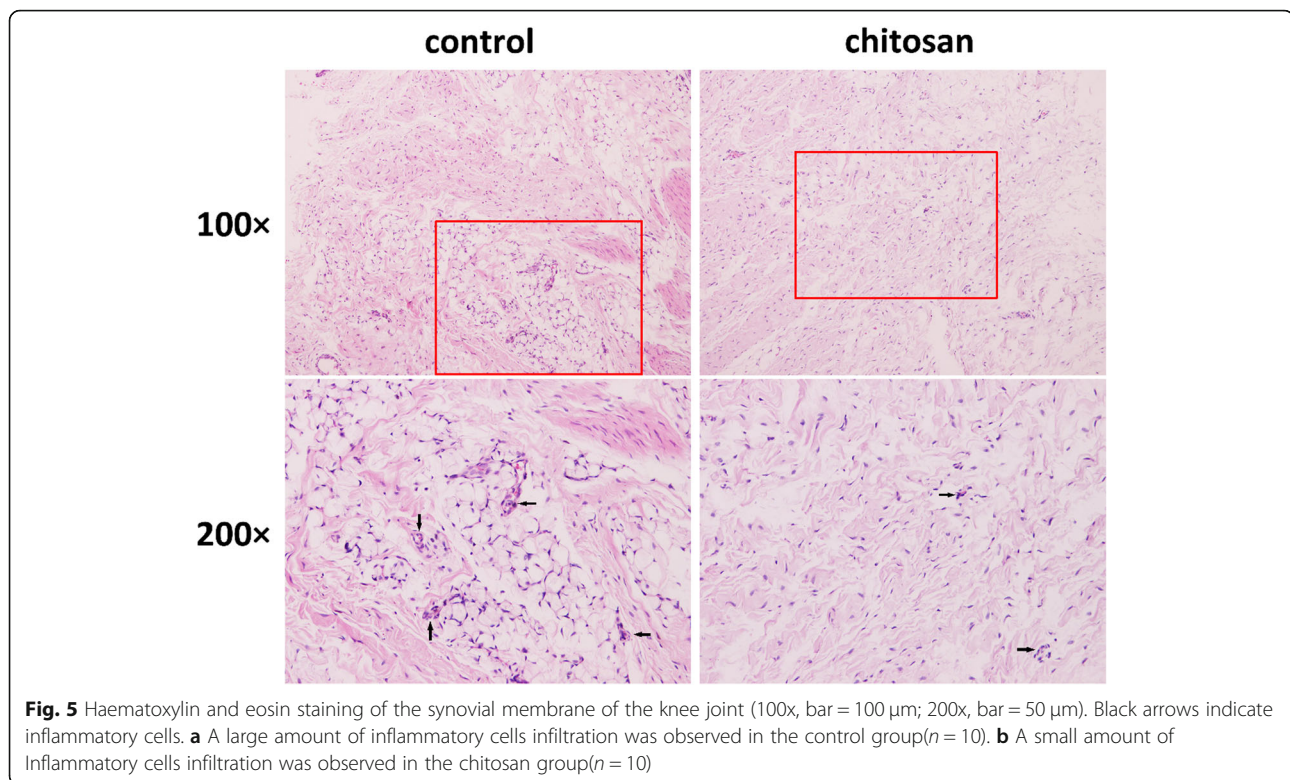 control
chitosan
100×
200×
Fig. 5 Haematoxylin and eosin staining of the synovial membrane of the knee joint (100x, bar = 100 μm; 200x, bar = 50 μm). Black arrows indicate
inflammatory cells. a A large amount of inflammatory cells infiltration was observed in the control group(n = 10). b A small amount of
Inflammatory cells infiltration was observed in the chitosan group(n = 10)